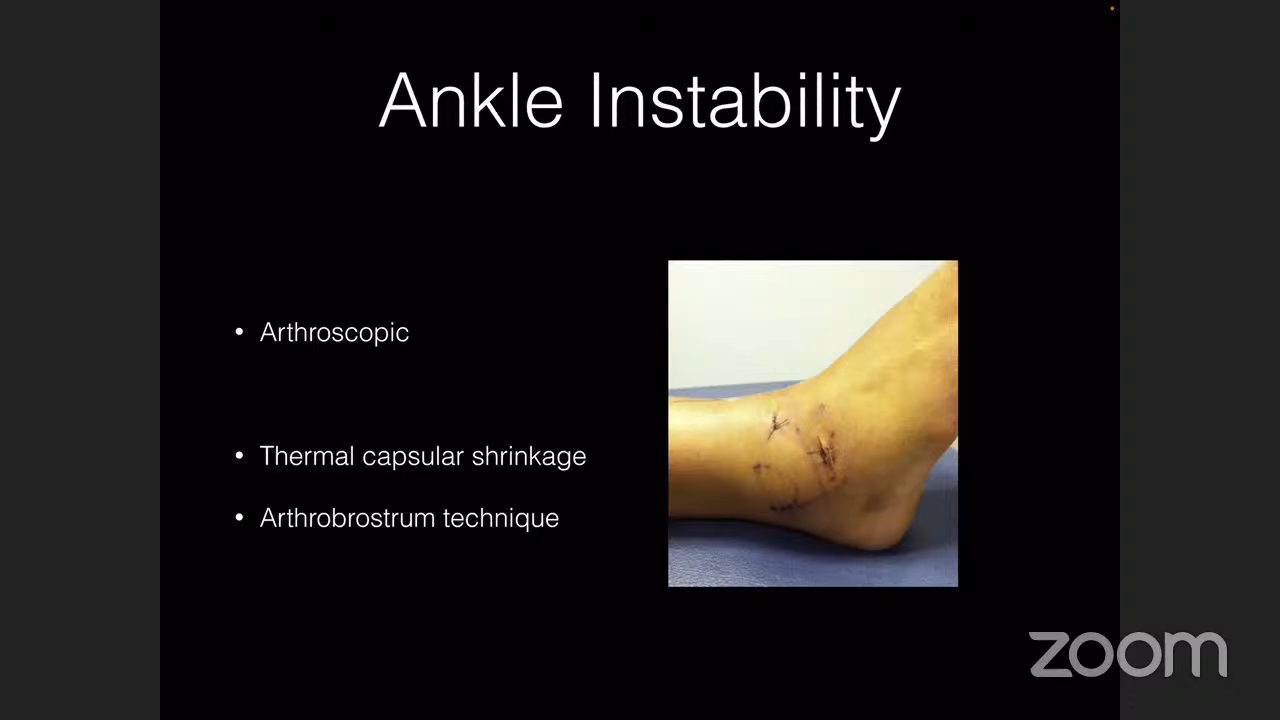 Ankle Instability
• Arthroscopic
• Thermal capsular shrinkage
• Arthrobrostrum technique
zoom